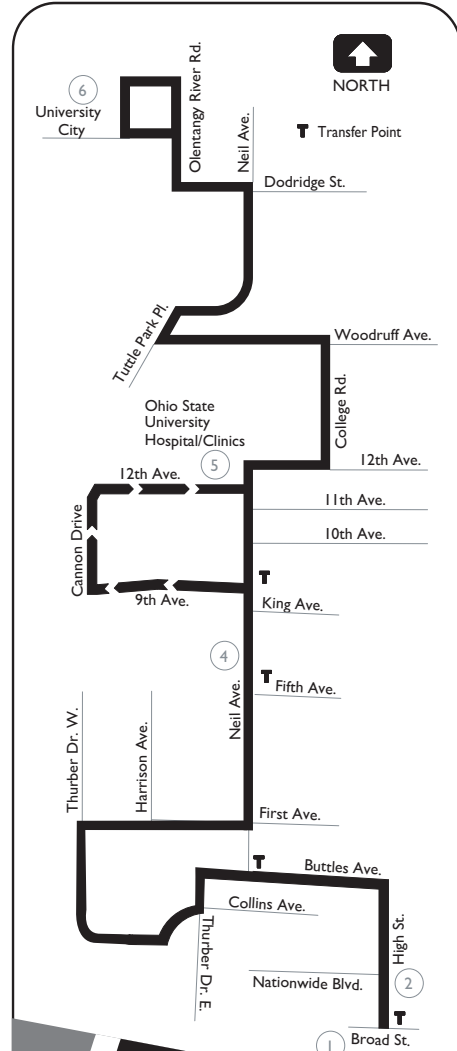 6
University
City
Olentangy River Rd.
Neil Ave.
NORTH
T Transfer Point
Dodridge St.
Tuttle Park Pl.
Woodruff Ave.
College Rd.
Ohio State
University
Hospital/Clinics
5
12th Ave.
12th Ave.
11th Ave.
10th Ave.
Cannon Drive
9th Ave.
T
King Ave.
4
T
Fifth Ave.
Neil Ave.
Thurber Dr. W.
Harrison Ave.
First Ave.
T
Buttles Ave.
Collins Ave.
Thurber Dr. E.
High St.
Nationwide Blvd.
2
T
1
Broad St.